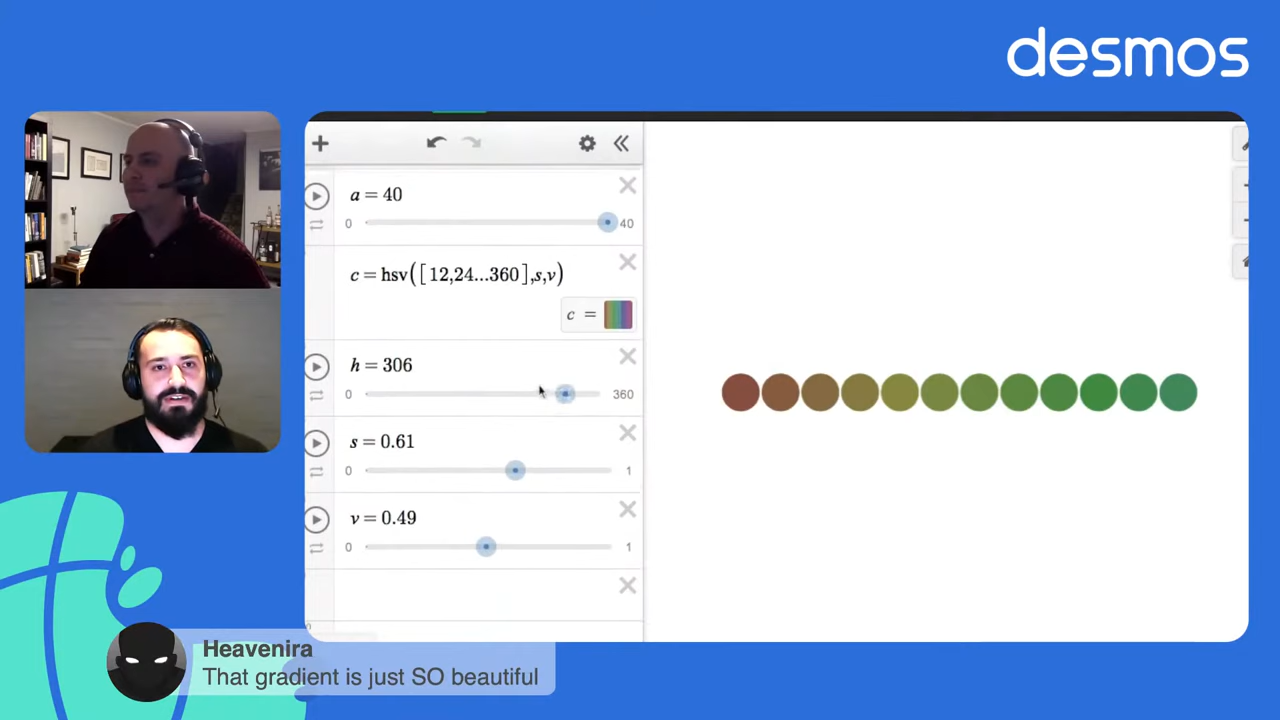 desmos
a = 40
0
40
c = hsv([12,24...360],s,v)
c =
h = 306
0
360
s = 0.61
0
1
v = 0.49
0
1
Heavenira
That gradient is just SO beautiful